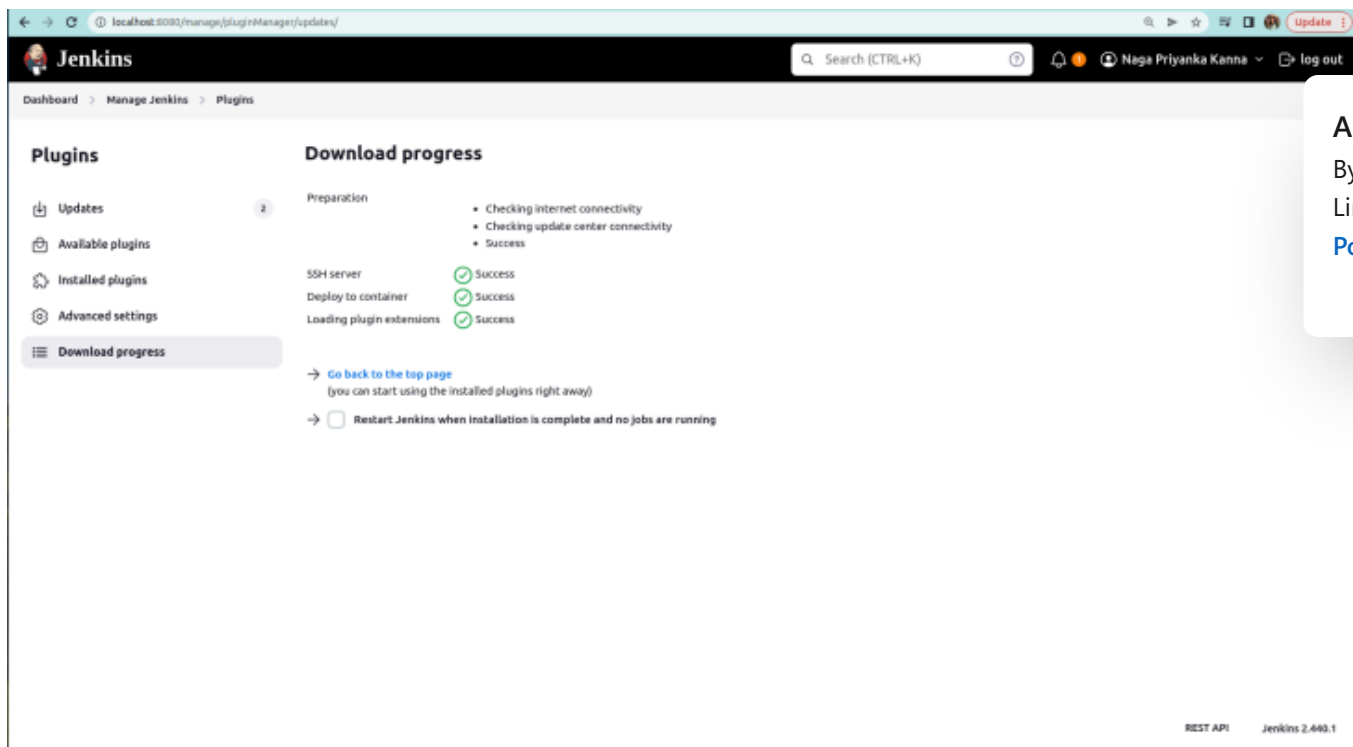 localhost:8080/manage/pluginManager/updates/
Update
Jenkins
Search (CTRL+K)
1
Naga Priyanka Kanna
log out
Dashboard > Manage Jenkins > Plugins
Plugins
Updates 2
Available plugins
Installed plugins
Advanced settings
Download progress
Download progress
Preparation
• Checking internet connectivity
• Checking update center connectivity
• Success
SSH server Success
Deploy to container Success
Loading plugin extensions Success
→ Go back to the top page
(you can start using the installed plugins right away)
→ Restart Jenkins when installation is complete and no jobs are running
A
By
Li
Po
REST API Jenkins 2.440.1